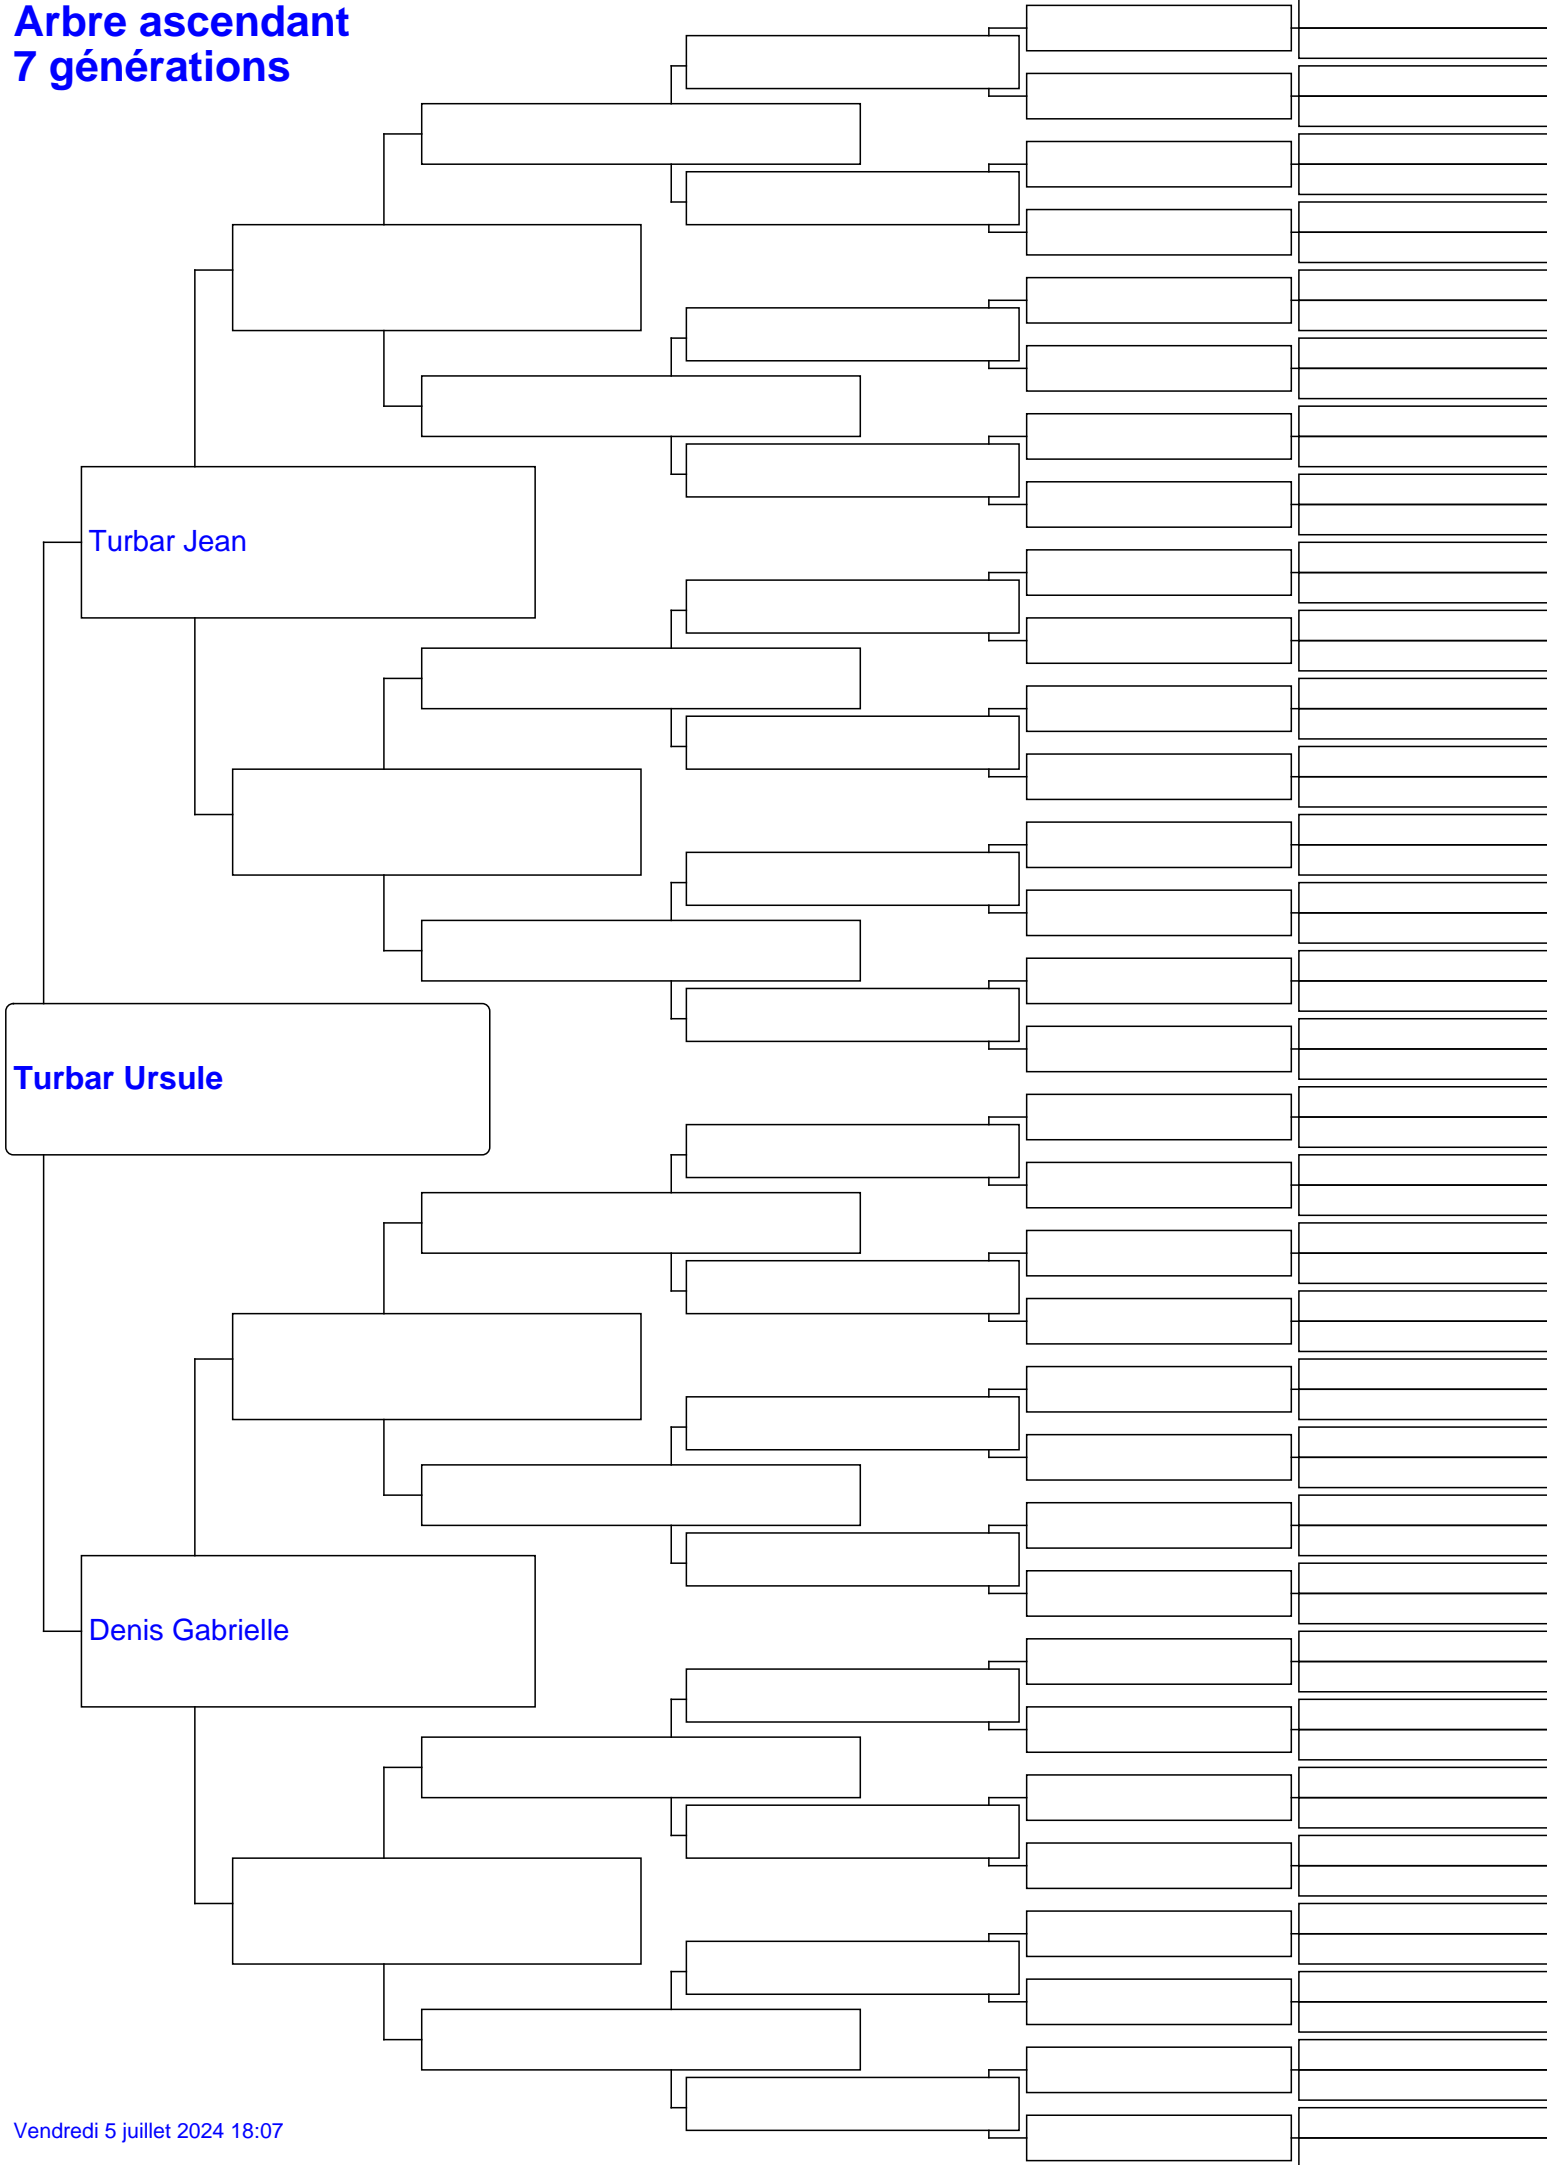 Arbre ascendant
7 générations
Turbar Jean
Turbar Ursule
Denis Gabrielle
Vendredi 5 juillet 2024 18:07